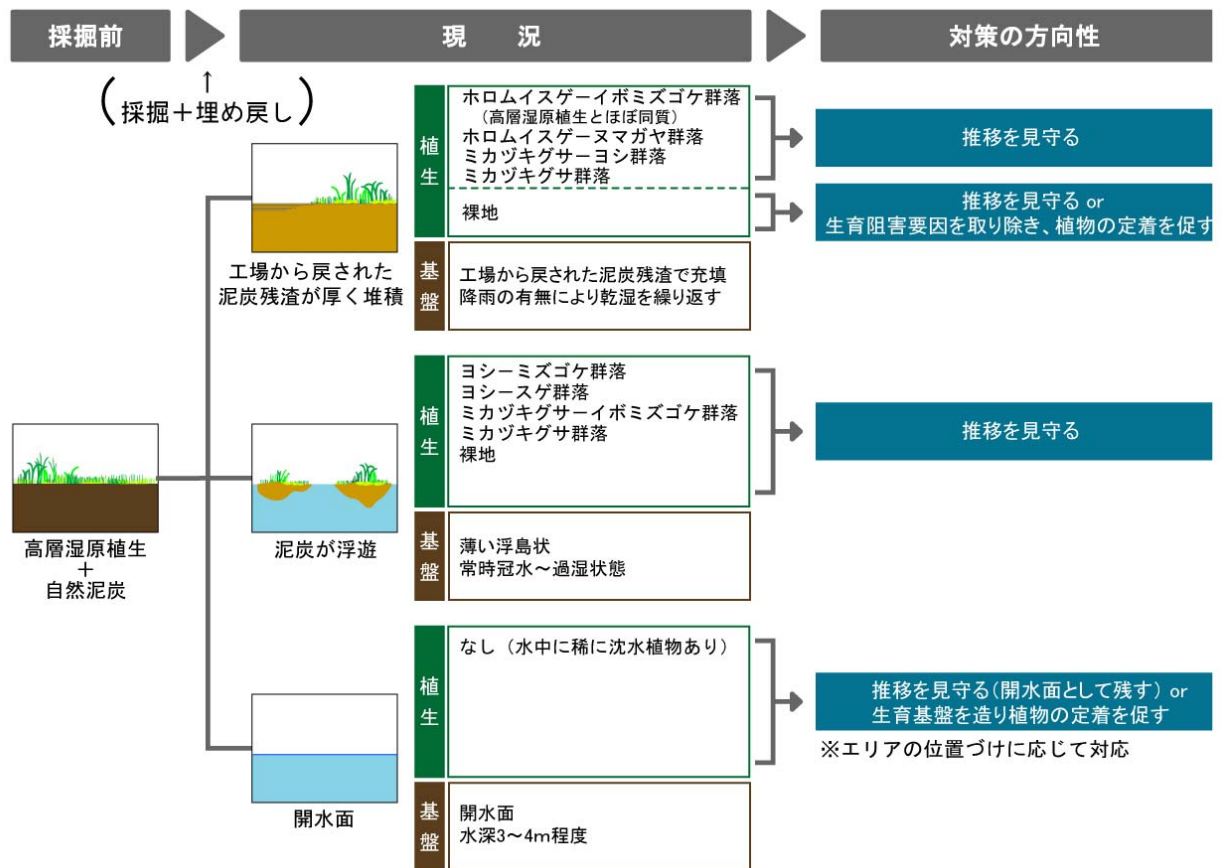 採掘前
現　況
対策の方向性
↑
（採掘＋埋め戻し）
工場から戻された
泥炭残渣が厚く堆積
植生
ホロムイスゲーイボミズゴケ群落
（高層湿原植生とほぼ同質）
ホロムイスゲーヌマガヤ群落
ミカヅキグサーヨシ群落
ミカヅキグサ群落
裸地
推移を見守る
推移を見守る or
生育阻害要因を取り除き、植物の定着を促す
基盤
工場から戻された泥炭残渣で充填
降雨の有無により乾湿を繰り返す
高層湿原植生
＋
自然泥炭
泥炭が浮遊
植生
ヨシーミズゴケ群落
ヨシースゲ群落
ミカヅキグサーイボミズゴケ群落
ミカヅキグサ群落
裸地
推移を見守る
基盤
薄い浮島状
常時冠水～過湿状態
開水面
植生
なし（水中に稀に沈水植物あり）
推移を見守る（開水面として残す） or
生育基盤を造り植物の定着を促す
※エリアの位置づけに応じて対応
基盤
開水面
水深3～4m程度